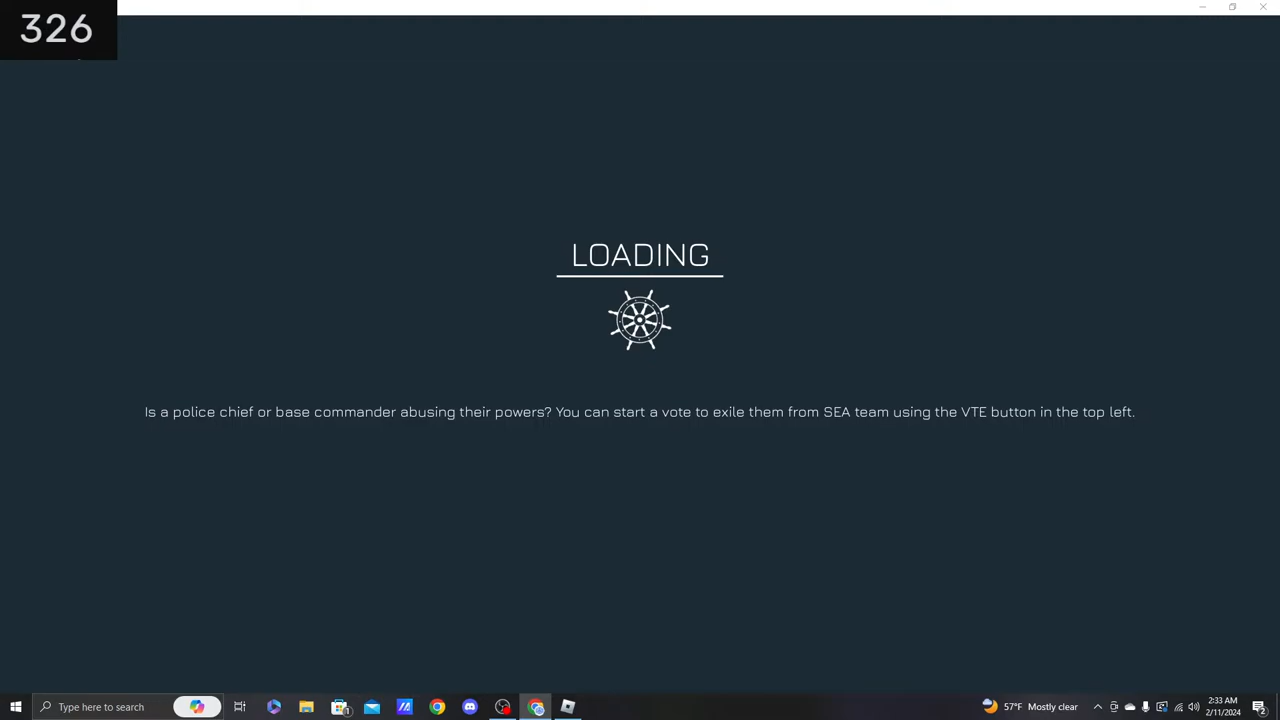 326
LOADING
Is a police chief or base commander abusing their powers? You can start a vote to exile them from SEA team using the VTE button in the top left.
Type here to search
1
57°F Mostly clear
2:33 AM
2/11/2024
2